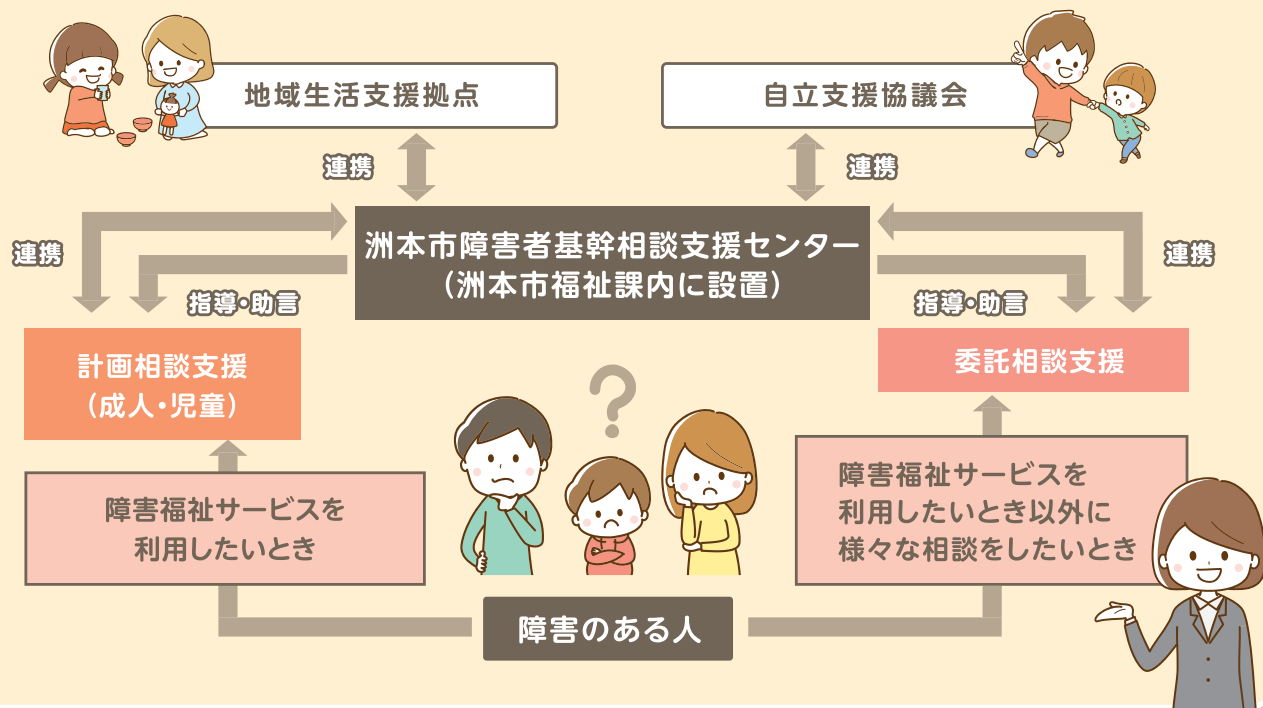 地域生活支援拠点
自立支援協議会
連携
連携
洲本市障害者基幹相談支援センター
（洲本市福祉課内に設置）
連携
連携
指導・助言
指導・助言
計画相談支援
（成人・児童）
委託相談支援
?
障害福祉サービスを
利用したいとき
障害福祉サービスを
利用したいとき以外に
様々な相談をしたいとき
障害のある人